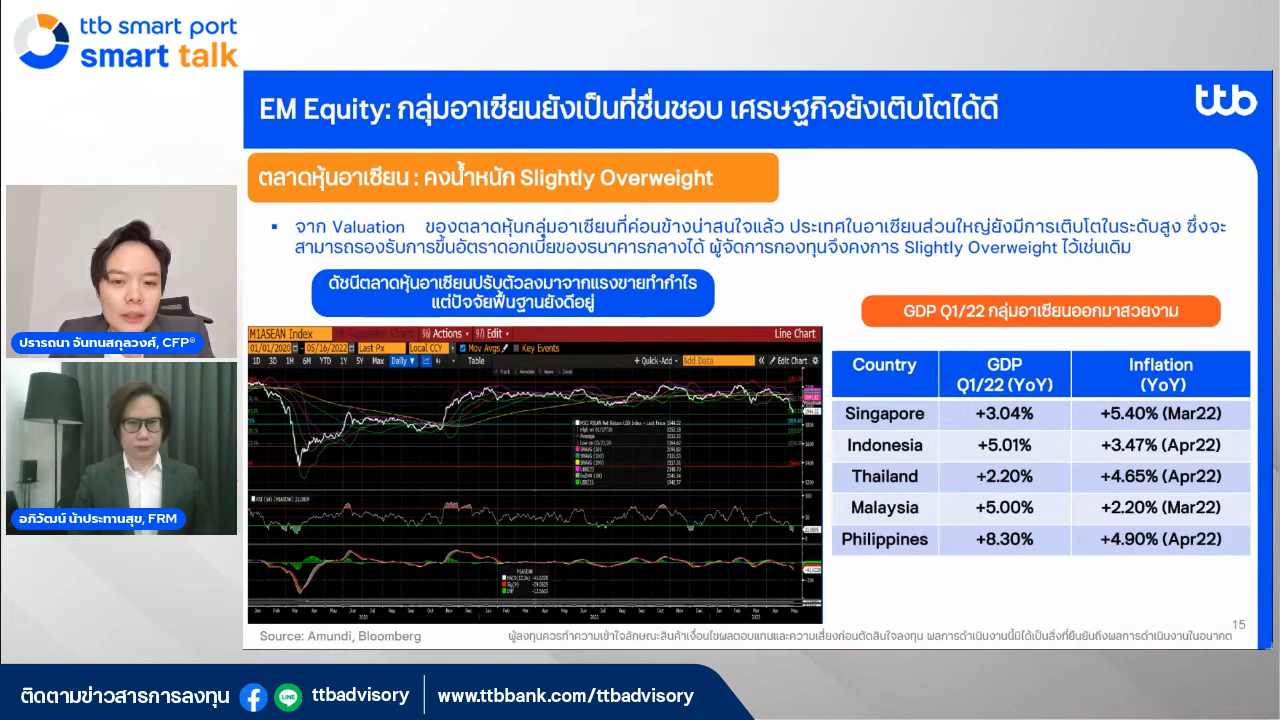 ttb smart port
smart talk
EM Equity: กลุ่มอาเซียนยังเป็นที่ชื่นชอบ เศรษฐกิจยังเติบโตได้ดี
ttb
ตลาดหุ้นอาเซียน : คงน้ำหนัก Slightly Overweight
▪ จาก Valuation ของตลาดหุ้นกลุ่มอาเซียนที่ค่อนข้างน่าสนใจแล้ว ประเทศในอาเซียนส่วนใหญ่ยังมีการเติบโตในระดับสูง ซึ่งจะ
สามารถรองรับการขึ้นอัตราดอกเบี้ยของธนาคารกลางได้ ผู้จัดการกองทุนจึงคงการ Slightly Overweight ไว้เช่นเดิม
ดัชนีตลาดหุ้นอาเซียนปรับตัวลงมาจากแรงขายทำกำไร
แต่ปัจจัยพื้นฐานยังดีอยู่
M1ASEAN Index
96) Actions
97) Edit
Line Chart
01/01/2020 05/16/2022 Last Px Local CCY Mov Avgs Key Events
1D 3D 1M 6M YTD 1Y 5Y Max Daily Table + Quick-Add Add Data Edit Chart
Jan Feb Mar Apr May Jun Jul Aug Sep Oct Nov Dec
2020 2021 2022
GDP Q1/22 กลุ่มอาเซียนออกมาสวยงาม
Country GDP Q1/22 (YoY) Inflation (YoY)
Singapore +3.04% +5.40% (Mar22)
Indonesia +5.01% +3.47% (Apr22)
Thailand +2.20% +4.65% (Apr22)
Malaysia +5.00% +2.20% (Mar22)
Philippines +8.30% +4.90% (Apr22)
ปรารถนา จันทนสกุลวงศ์, CFP®
อภิวัฒน์ น้าประทานสุข, FRM
15
Source: Amundi, Bloomberg
ผู้ลงทุนควรทำความเข้าใจลักษณะสินค้าเงื่อนไขผลตอบแทนและความเสี่ยงก่อนตัดสินใจลงทุน ผลการดำเนินงานนี้มิได้เป็นสิ่งที่ยืนยันถึงผลการดำเนินงานในอนาคต
ติดตามข่าวสารการลงทุน ttbadvisory www.ttbbank.com/ttbadvisory